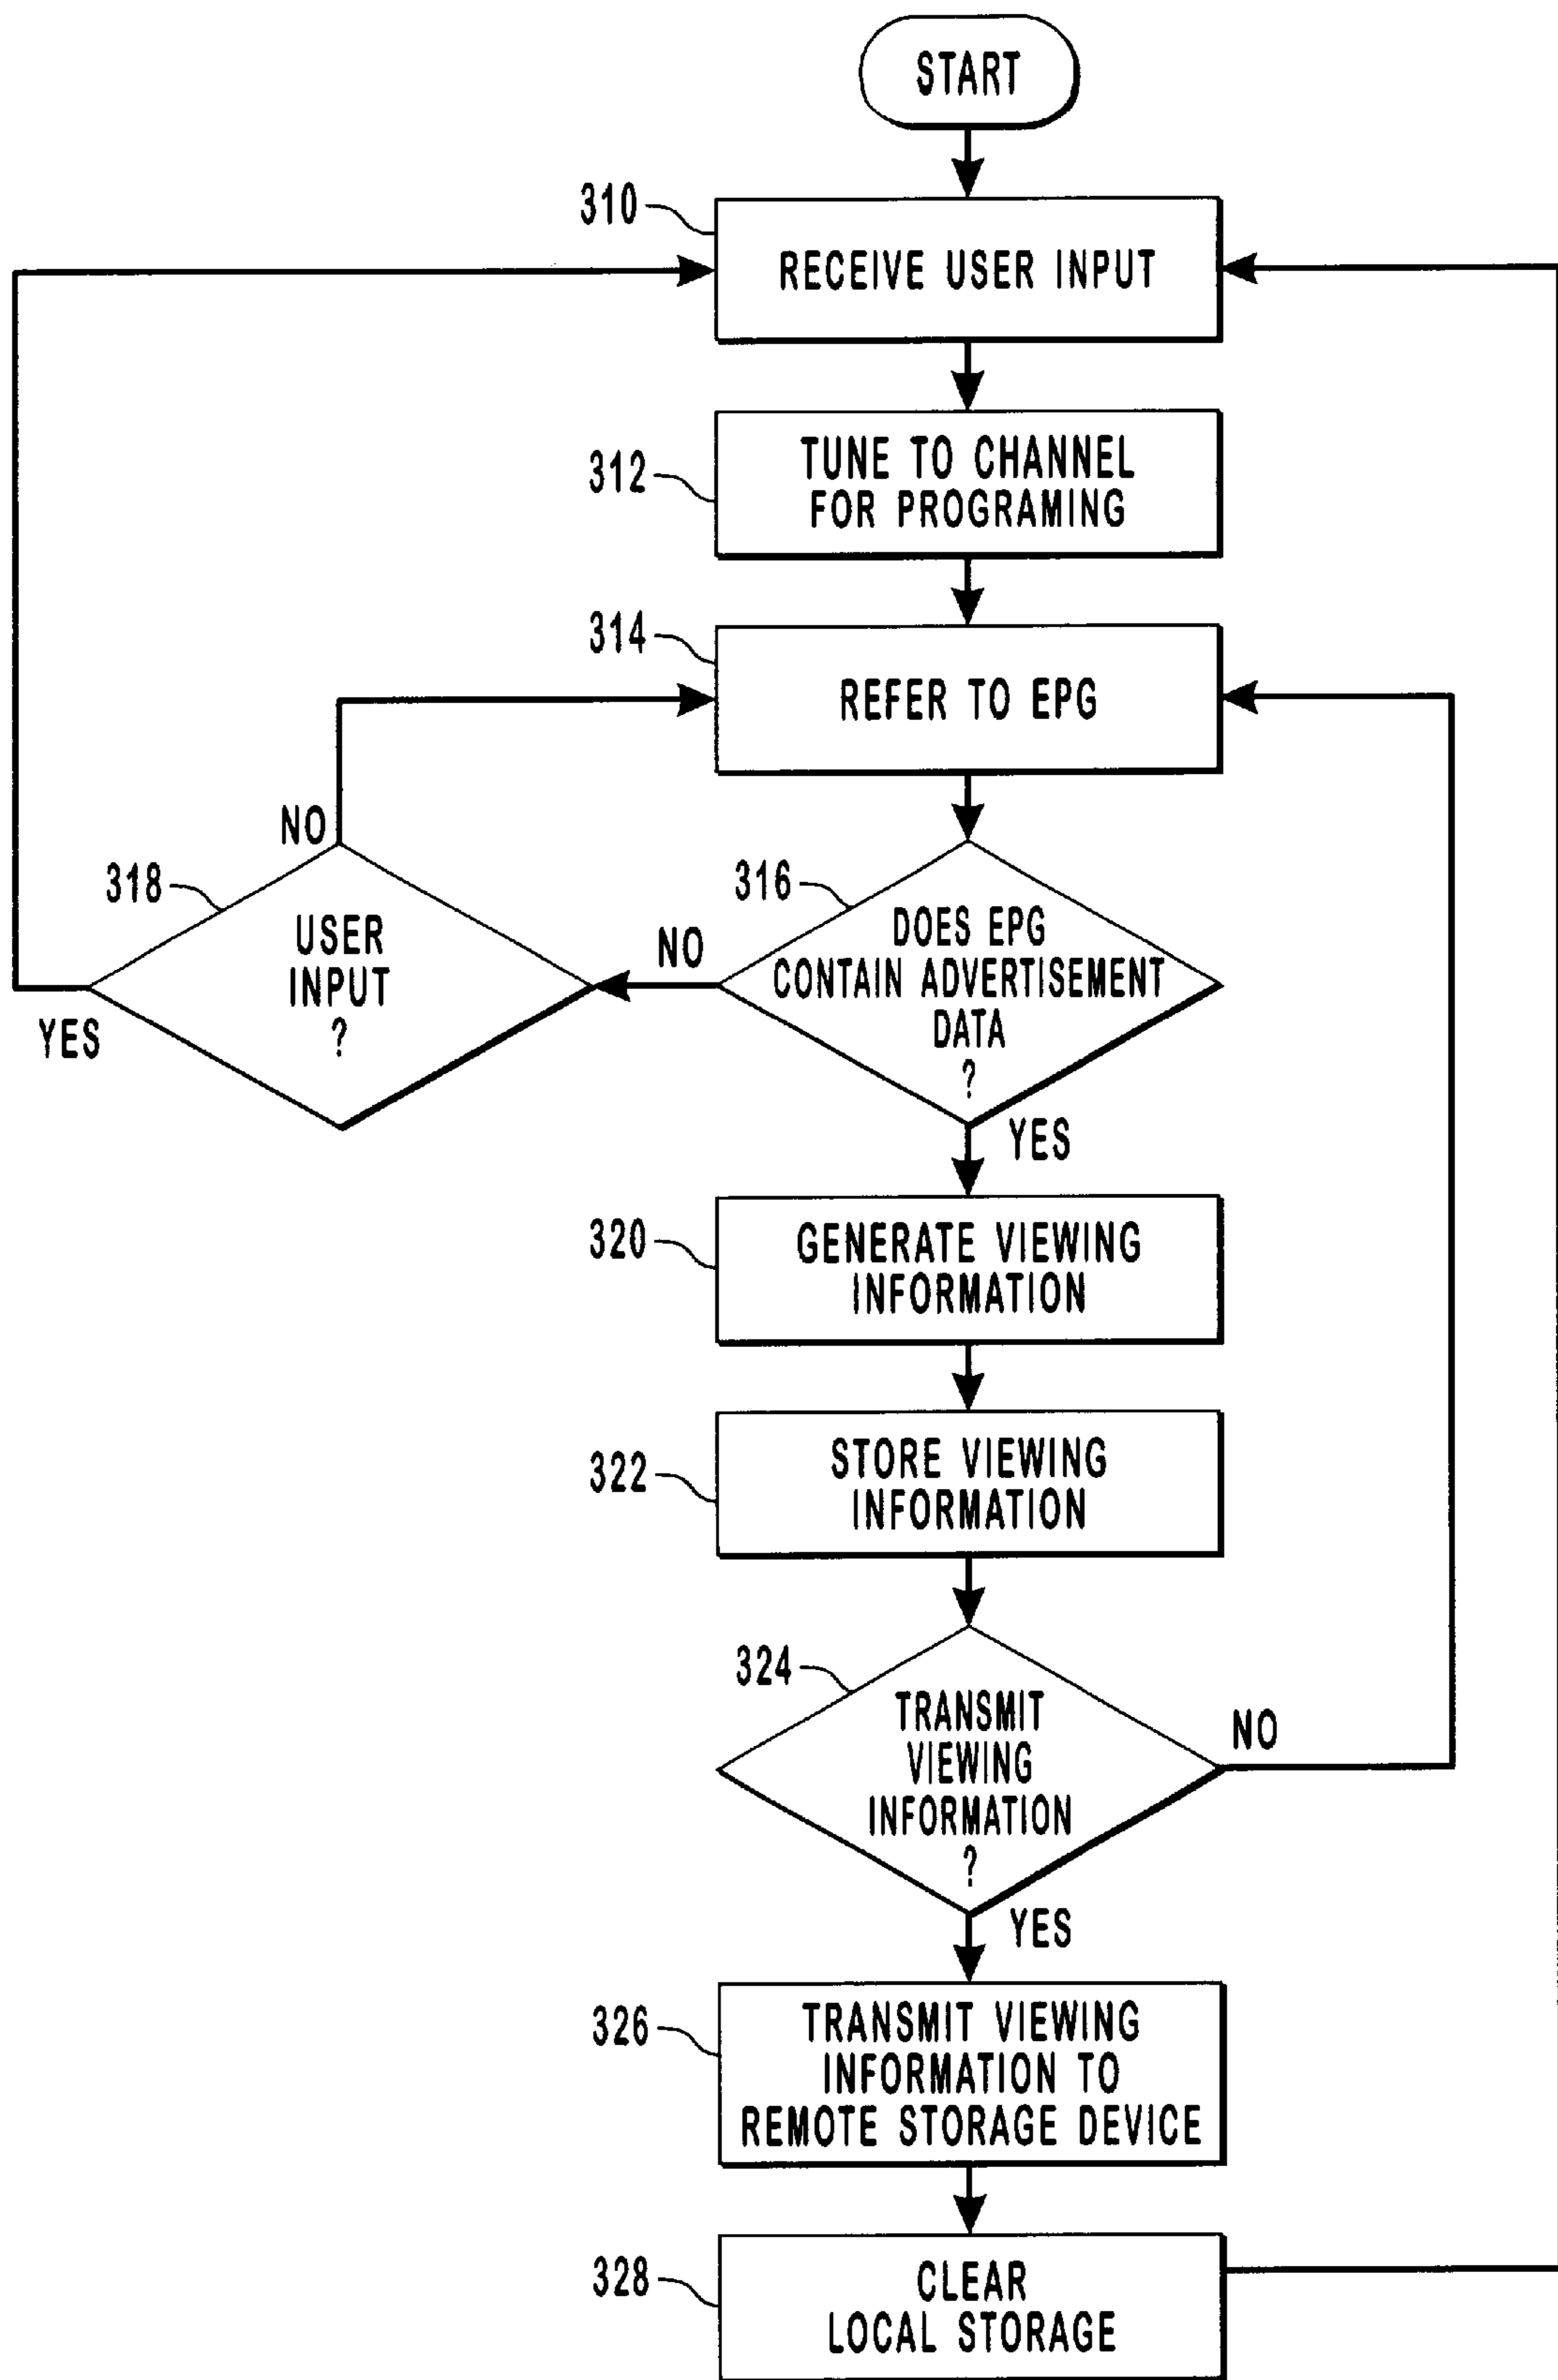 START
310
RECEIVE USER INPUT
312
TUNE TO CHANNEL
FOR PROGRAMING
314
REFER TO EPG
NO
318
USER
INPUT
?
YES
316
NO
DOES EPG
CONTAIN ADVERTISEMENT
DATA
?
YES
320
GENERATE VIEWING
INFORMATION
322
STORE VIEWING
INFORMATION
324
TRANSMIT
VIEWING
INFORMATION
?
NO
YES
326
TRANSMIT VIEWING
INFORMATION TO
REMOTE STORAGE DEVICE
328
CLEAR
LOCAL STORAGE